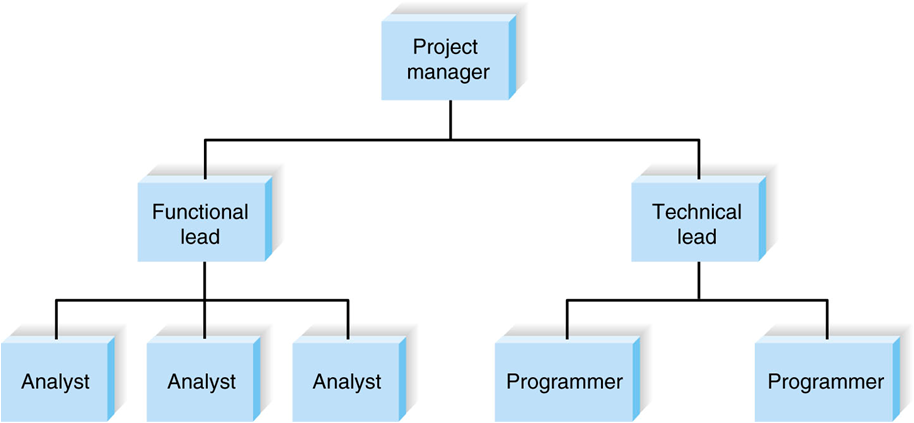 Project
manager
Functional
lead
Technical
lead
Analyst
Analyst
Analyst
Programmer
Programmer